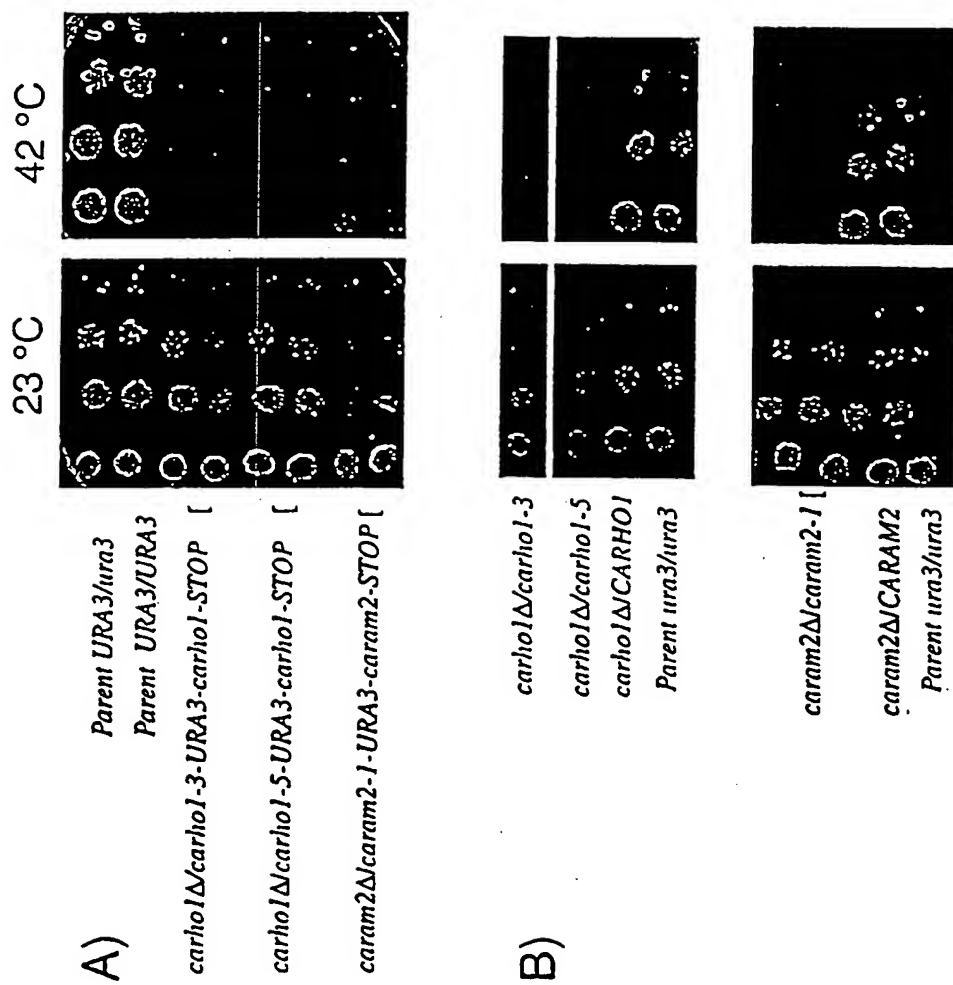 23 °C
42 °C
A)
Parent URA3/ura3
Parent URA3/URA3
carho1Δ/carho1-3-URA3-carho1-STOP [
carho1Δ/carho1-5-URA3-carho1-STOP [
caram2Δ/caram2-1-URA3-caram2-STOP [
B)
carho1Δ/carho1-3
carho1Δ/carho1-5
carho1Δ/CARHO1
Parent ura3/ura3
caram2Δ/caram2-1 [
caram2Δ/CARAM2
Parent ura3/ura3